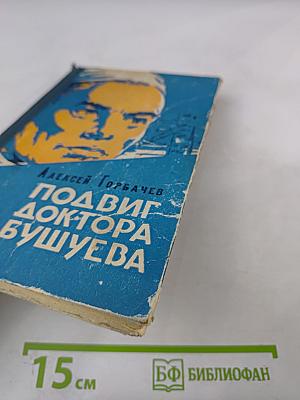 Алексей Горбачев
ПОДВИГ
ДОКТОРА
БУШУЕВА
15 см
БФ БИБЛИОФАН